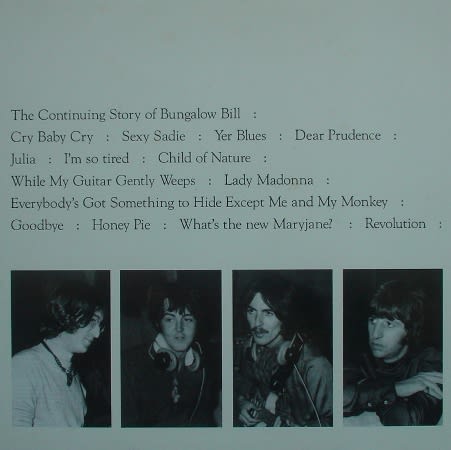 The Continuing Story of Bungalow Bill :
Cry Baby Cry : Sexy Sadie : Yer Blues : Dear Prudence :
Julia : I'm so tired : Child of Nature :
While My Guitar Gently Weeps : Lady Madonna :
Everybody's Got Something to Hide Except Me and My Monkey :
Goodbye : Honey Pie : What's the new Maryjane? : Revolution :